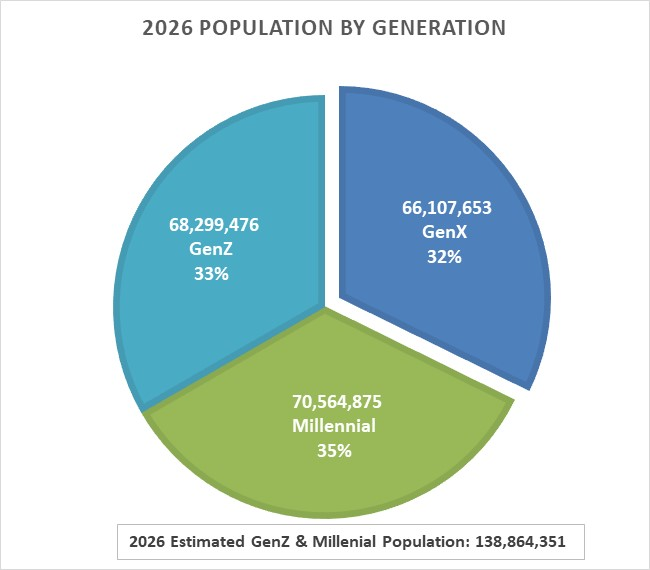 2026 POPULATION BY GENERATION
66,107,653
GenX
32%
68,299,476
GenZ
33%
70,564,875
Millennial
35%
2026 Estimated GenZ & Millenial Population: 138,864,351